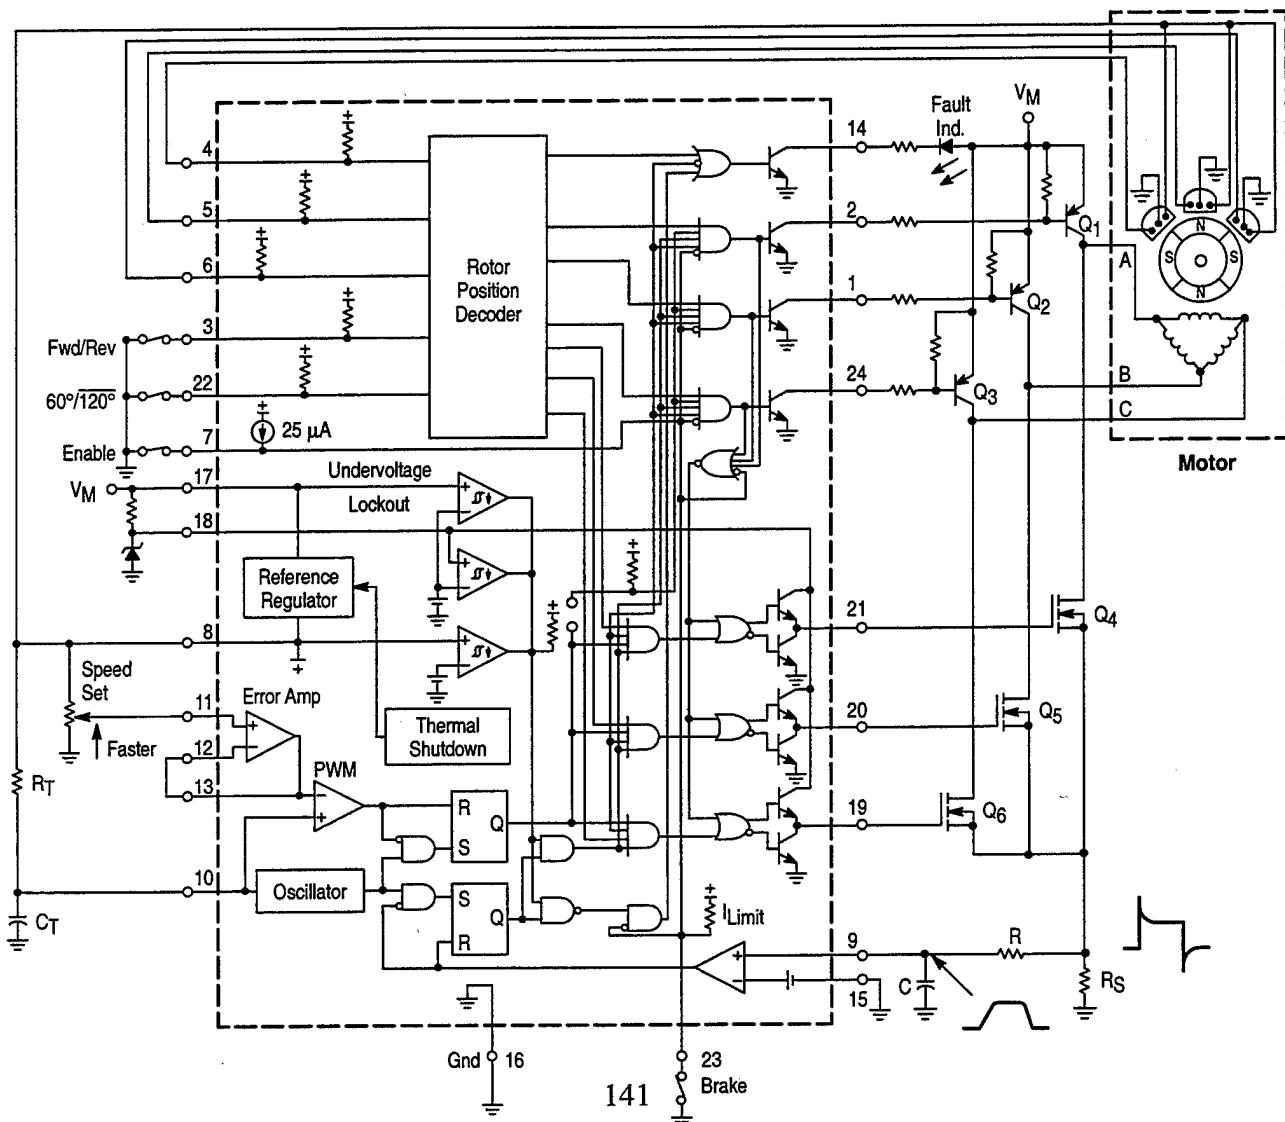 Motor
VM
Fault
Ind.
14
4
2
Q1
5
N
S
S
N
A
6
Rotor
Position
Decoder
1
Q2
3
Fwd/Rev
22
60°/120°
24
Q3
B
C
7
25 µA
Enable
Motor
VM
17
Undervoltage
Lockout
18
Reference
Regulator
21
Q4
8
Speed
Set
11
Error Amp
Thermal
Shutdown
20
Q5
Faster
12
13
RT
PWM
R
Q
S
19
Q6
10
Oscillator
S
Q
R
CT
ILimit
9
R
C
RS
15
Gnd
16
23
Brake
141